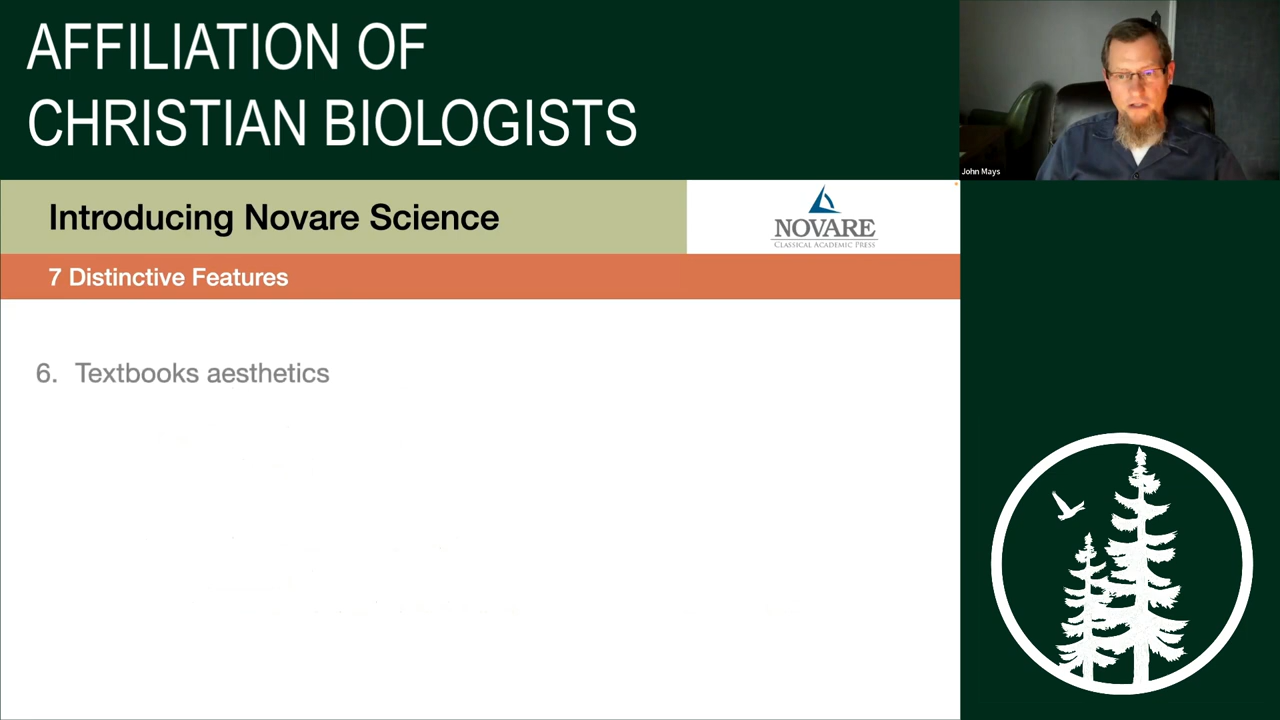 AFFILIATION OF
CHRISTIAN BIOLOGISTS
John Mays
Introducing Novare Science
NOVARE
CLASSICAL ACADEMIC PRESS
7 Distinctive Features
6. Textbooks aesthetics